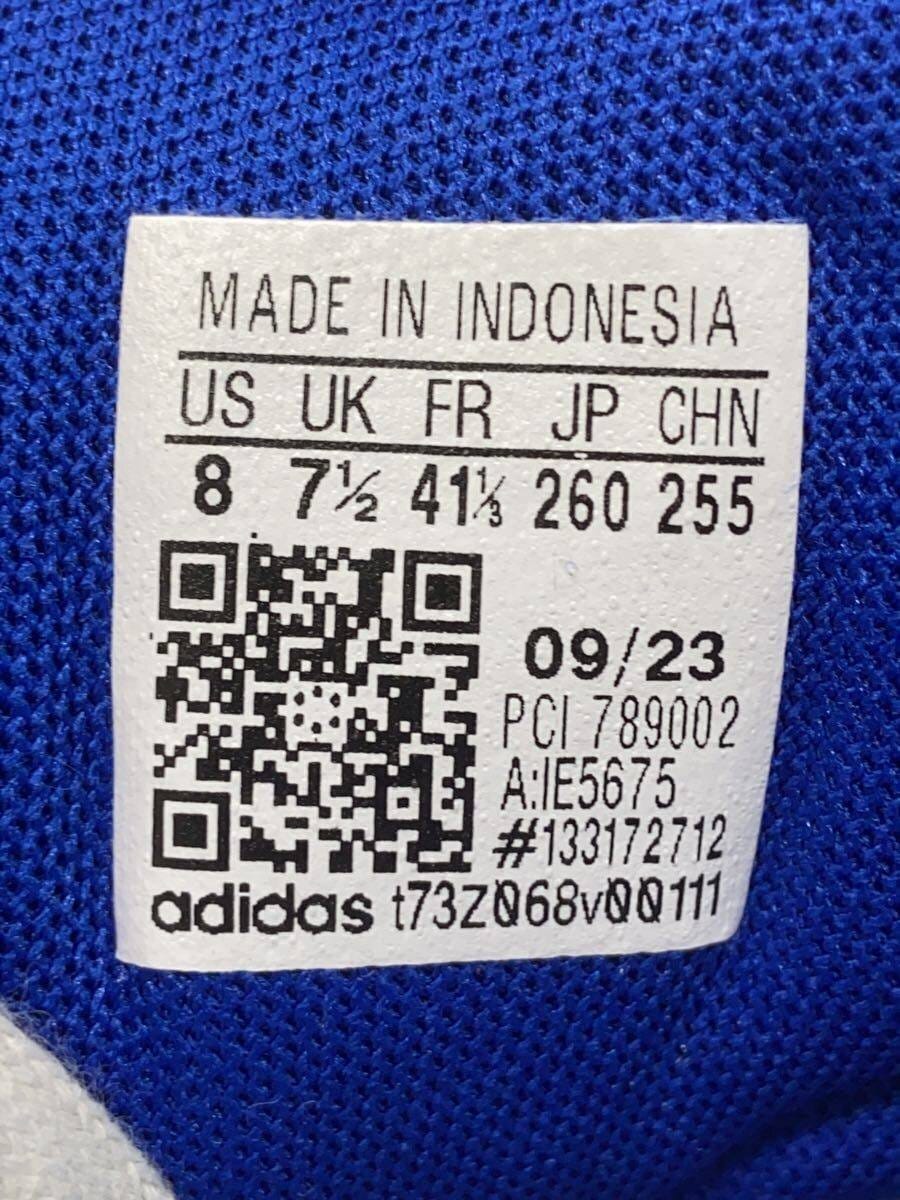 MADE IN INDONESIA
US UK FR JP CHN
8 7½ 41⅓ 260 255
09/23
PCI 789002
A:IE5675
#133172712
adidas t73Z068v00111